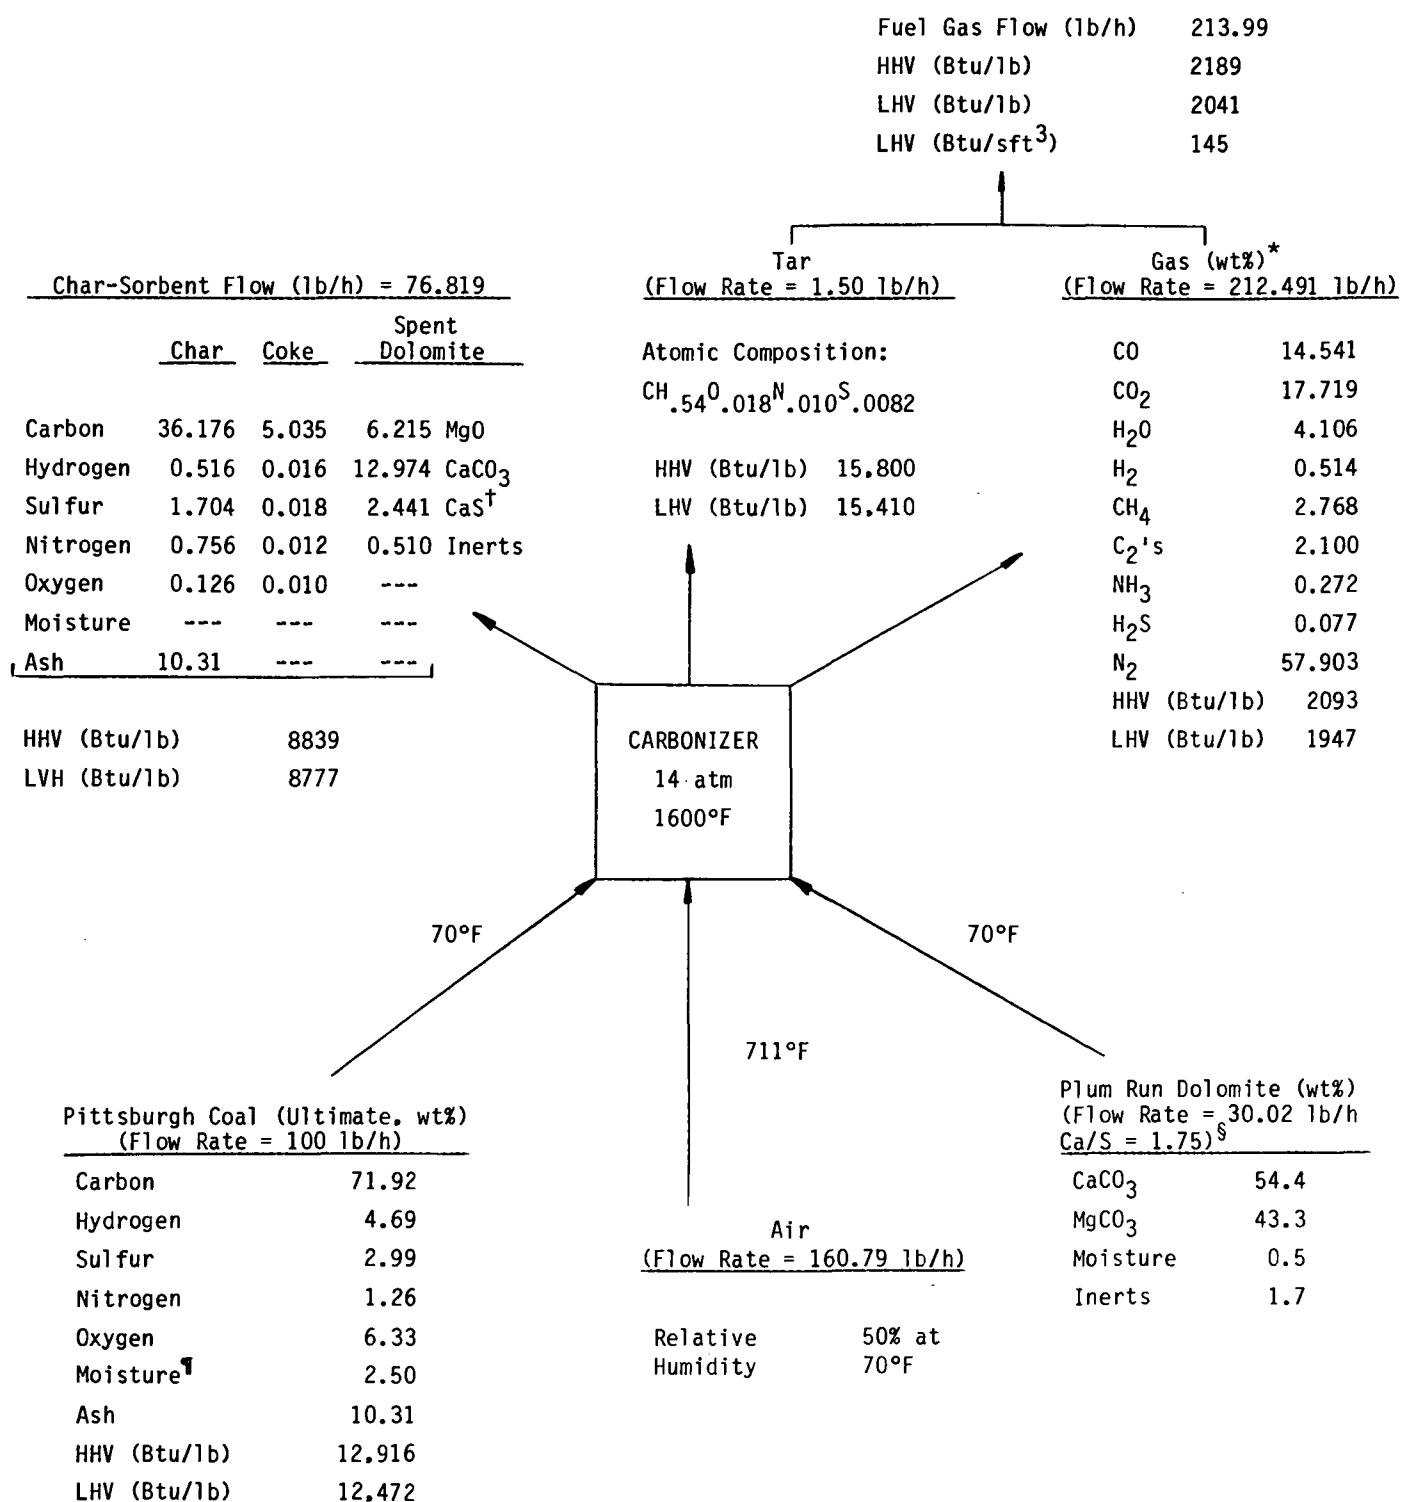 Fuel Gas Flow (lb/h) 213.99
HHV (Btu/lb) 2189
LHV (Btu/lb) 2041
LHV (Btu/sft³) 145
Char-Sorbent Flow (lb/h) = 76.819
Char Coke Spent Dolomite
Carbon 36.176 5.035 6.215 MgO
Hydrogen 0.516 0.016 12.974 CaCO₃
Sulfur 1.704 0.018 2.441 CaS†
Nitrogen 0.756 0.012 0.510 Inerts
Oxygen 0.126 0.010 ---
Moisture --- --- ---
Ash 10.31 --- ---
HHV (Btu/lb) 8839
LVH (Btu/lb) 8777
Tar
(Flow Rate = 1.50 lb/h)
Atomic Composition:
CH.54O.018N.010S.0082
HHV (Btu/lb) 15.800
LHV (Btu/lb) 15.410
Gas (wt%)*
(Flow Rate = 212.491 lb/h)
CO 14.541
CO₂ 17.719
H₂O 4.106
H₂ 0.514
CH₄ 2.768
C₂'s 2.100
NH₃ 0.272
H₂S 0.077
N₂ 57.903
HHV (Btu/lb) 2093
LHV (Btu/lb) 1947
CARBONIZER
14 atm
1600°F
70°F
70°F
711°F
Pittsburgh Coal (Ultimate, wt%)
(Flow Rate = 100 lb/h)
Carbon 71.92
Hydrogen 4.69
Sulfur 2.99
Nitrogen 1.26
Oxygen 6.33
Moisture¶ 2.50
Ash 10.31
HHV (Btu/lb) 12,916
LHV (Btu/lb) 12,472
Air
(Flow Rate = 160.79 lb/h)
Relative 50% at
Humidity 70°F
Plum Run Dolomite (wt%)
(Flow Rate = 30.02 lb/h
Ca/S = 1.75)§
CaCO₃ 54.4
MgCO₃ 43.3
Moisture 0.5
Inerts 1.7